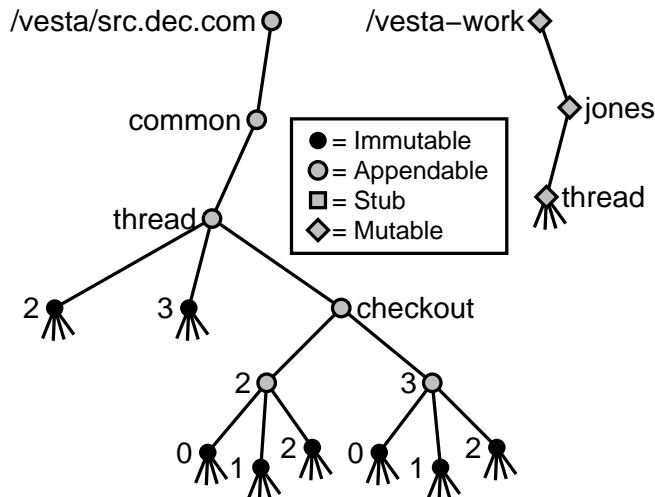 /vesta/src.dec.com
/vesta–work
common
jones
= Immutable
= Appendable
= Stub
= Mutable
thread
thread
2
3
checkout
2
3
0
1
2
0
1
2